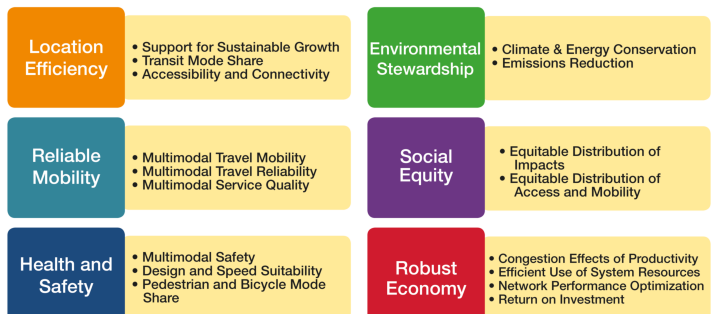 Location
Efficiency
• Support for Sustainable Growth
• Transit Mode Share
• Accessibility and Connectivity
Environmental
Stewardship
• Climate & Energy Conservation
• Emissions Reduction
Reliable
Mobility
• Multimodal Travel Mobility
• Multimodal Travel Reliability
• Multimodal Service Quality
Social
Equity
• Equitable Distribution of
Impacts
• Equitable Distribution of
Access and Mobility
Health and
Safety
• Multimodal Safety
• Design and Speed Suitability
• Pedestrian and Bicycle Mode
Share
Robust
Economy
• Congestion Effects of Productivity
• Efficient Use of System Resources
• Network Performance Optimization
• Return on Investment